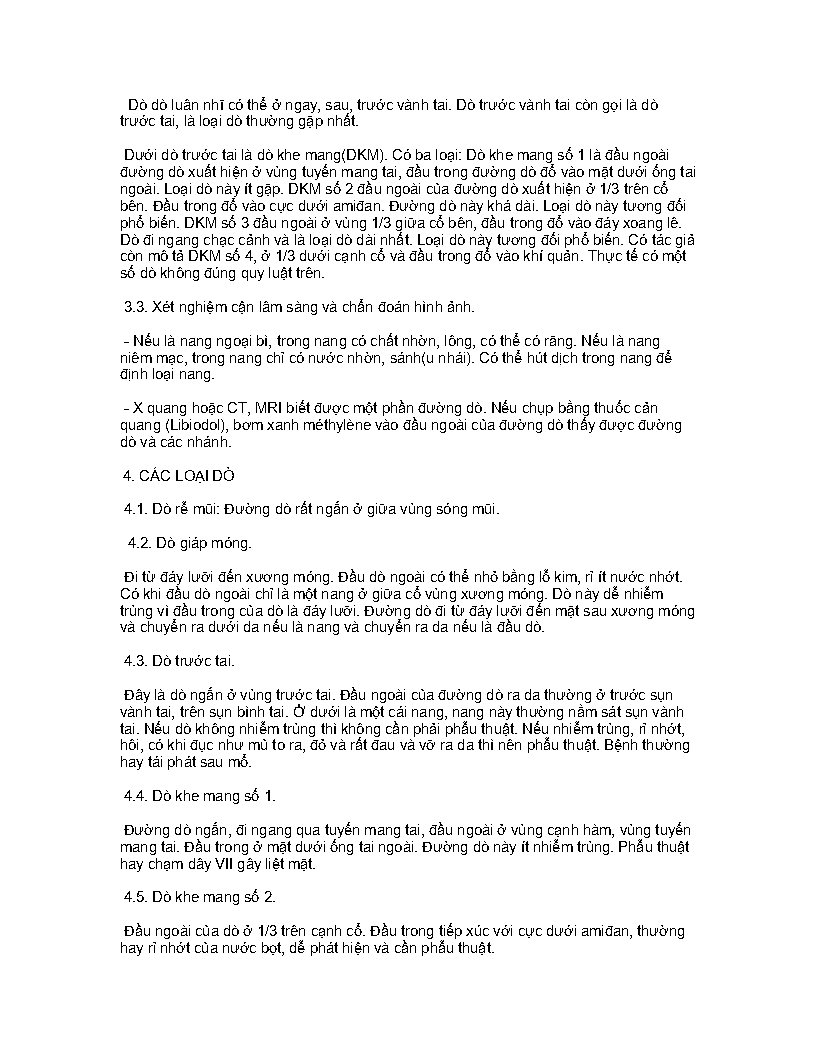 Dò dò luân nhĩ có thể ở ngay, sau, trước vành tai. Dò trước vành tai còn gọi là dò
trước tai, là loại dò thường gặp nhất.
Dưới dò trước tai là dò khe mang(DKM). Có ba loại: Dò khe mang số 1 là đầu ngoài
đường dò xuất hiện ở vùng tuyến mang tai, đầu trong đường dò đổ vào mặt dưới ống tai
ngoài. Loại dò này ít gặp. DKM số 2 đầu ngoài của đường dò xuất hiện ở 1/3 trên cổ
bên. Đầu trong đổ vào cực dưới amiđan. Đường dò này khá dài. Loại dò này tương đối
phổ biến. DKM số 3 đầu ngoài ở vùng 1/3 giữa cổ bên, đầu trong đổ vào đáy xoang lê.
Dò đi ngang chạc cảnh và là loại dò dài nhất. Loại dò này tương đối phổ biến. Có tác giả
còn mô tả DKM số 4, ở 1/3 dưới cạnh cổ và đầu trong đổ vào khí quản. Thực tế có một
số dò không đúng quy luật trên.
3.3. Xét nghiệm cận lâm sàng và chẩn đoán hình ảnh.
- Nếu là nang ngoại bì, trong nang có chất nhờn, lông, có thể có răng. Nếu là nang
niêm mạc, trong nang chỉ có nước nhờn, sánh(u nhái). Có thể hút dịch trong nang để
định loại nang.
- X quang hoặc CT, MRI biết được một phần đường dò. Nếu chụp bằng thuốc cản
quang (Libiodol), bơm xanh méthylène vào đầu ngoài của đường dò thấy được đường
dò và các nhánh.
4. CÁC LOẠI DÒ
4.1. Dò rễ mũi: Đường dò rất ngắn ở giữa vùng sóng mũi.
4.2. Dò giáp móng.
Đi từ đáy lưỡi đến xương móng. Đầu dò ngoài có thể nhỏ bằng lỗ kim, rỉ ít nước nhớt.
Có khi đầu dò ngoài chỉ là một nang ở giữa cổ vùng xương móng. Dò này dễ nhiễm
trùng vì đầu trong của dò là đáy lưỡi. Đường dò đi từ đáy lưỡi đến mặt sau xương móng
và chuyển ra dưới da nếu là nang và chuyển ra da nếu là đầu dò.
4.3. Dò trước tai.
Đây là dò ngắn ở vùng trước tai. Đầu ngoài của đường dò ra da thường ở trước sụn
vành tai, trên sụn bình tai. Ở dưới là một cái nang, nang này thường nằm sát sụn vành
tai. Nếu dò không nhiễm trùng thì không cần phải phẫu thuật. Nếu nhiễm trùng, rỉ nhớt,
hôi, có khi đục như mủ to ra, đỏ và rất đau và vỡ ra da thì nên phẫu thuật. Bệnh thường
hay tái phát sau mổ.
4.4. Dò khe mang số 1.
Đường dò ngắn, đi ngang qua tuyến mang tai, đầu ngoài ở vùng cạnh hàm, vùng tuyến
mang tai. Đầu trong ở mặt dưới ống tai ngoài. Đường dò này ít nhiễm trùng. Phẫu thuật
hay chạm dây VII gây liệt mặt.
4.5. Dò khe mang số 2.
Đầu ngoài của dò ở 1/3 trên cạnh cổ. Đầu trong tiếp xúc với cực dưới amiđan, thường
hay rỉ nhớt của nước bọt, dễ phát hiện và cần phẫu thuật.